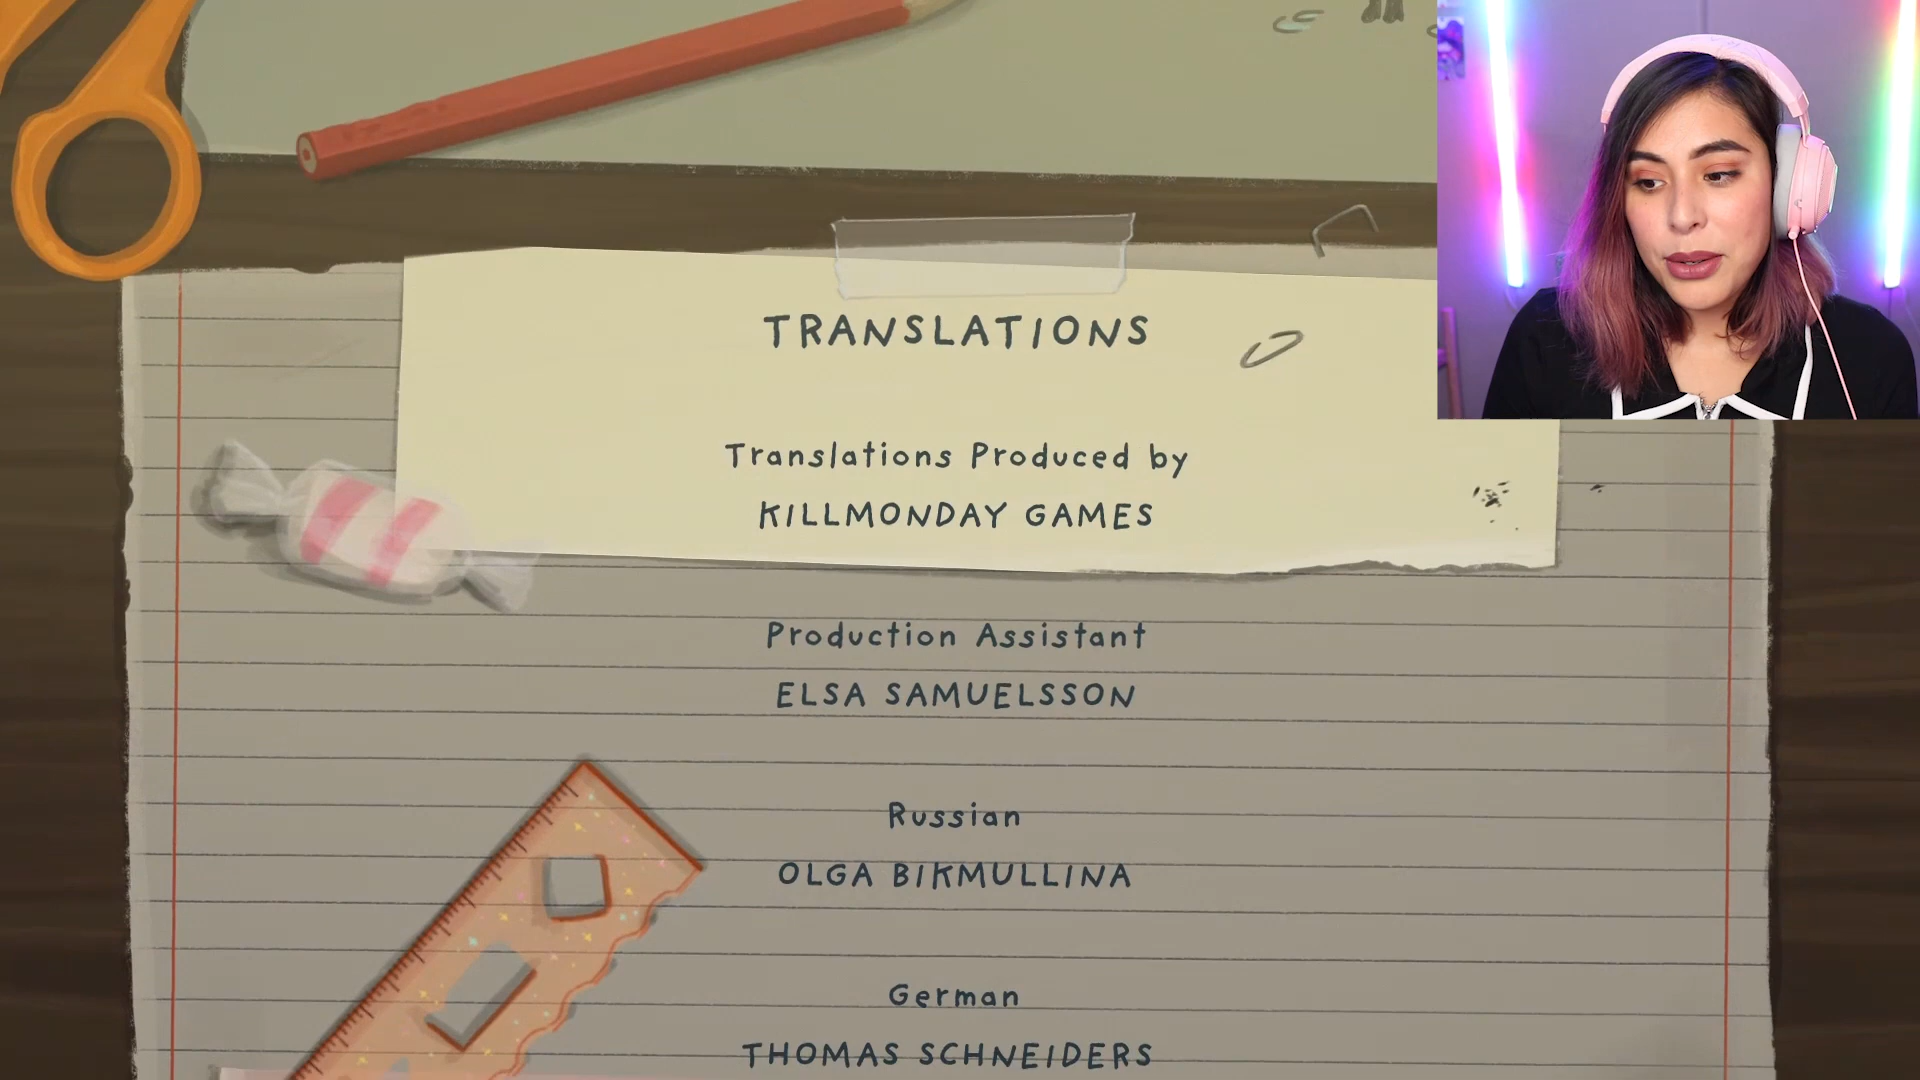 TRANSLATIONS
Translations Produced by
KILLMONDAY GAMES
Production Assistant
ELSA SAMUELSSON
Russian
OLGA BIKMULLINA
German
THOMAS SCHNEIDERS